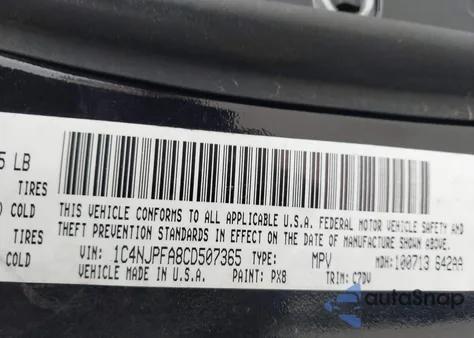 5 LB
TIRES
COLD
TIRES
COLD
THIS VEHICLE CONFORMS TO ALL APPLICABLE U.S.A. FEDERAL MOTOR VEHICLE SAFETY AND
THEFT PREVENTION STANDARDS IN EFFECT ON THE DATE OF MANUFACTURE SHOWN ABOVE.
VIN: 1C4NJPFA8CD507365 TYPE: MPV MDH: 100713 642AA
VEHICLE MADE IN U.S.A. PAINT: PX8 TRIM: C7DV
autoSnap